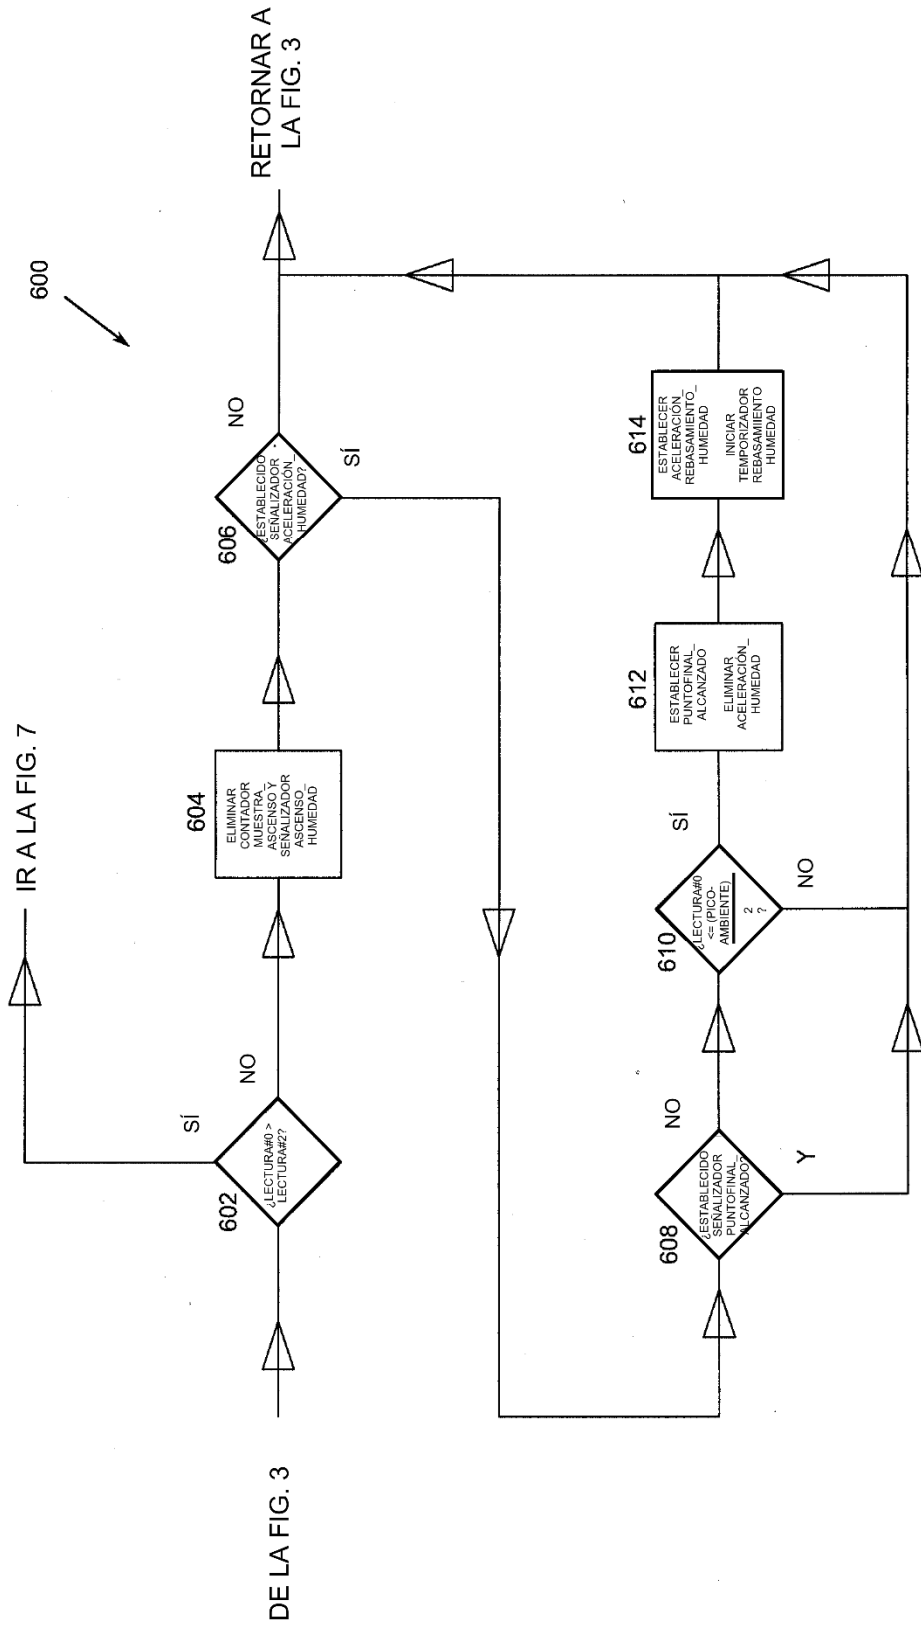 600
DE LA FIG. 3
602
¿LECTURA#0 >
LECTURA#2?
SÍ
IR A LA FIG. 7
NO
604
ELIMINAR
CONTADOR
MUESTRA_
ASCENSO Y
SEÑALIZADOR
ASCENSO_
HUMEDAD
606
¿ESTABLECIDO
SEÑALIZADOR
ACELERACIÓN_
HUMEDAD?
NO
RETORNAR A
LA FIG. 3
SÍ
608
¿ESTABLECIDO
SEÑALIZADOR
PUNTOFINAL_
ALCANZADO?
Y
NO
610
¿LECTURA#0
<= (PICO-
AMBIENTE)
2
?
NO
SÍ
612
ESTABLECER
PUNTOFINAL_
ALCANZADO
ELIMINAR
ACELERACIÓN_
HUMEDAD
614
ESTABLECER
ACELERACIÓN_
REBASAMIENTO_
HUMEDAD
INICIAR
TEMPORIZADOR
REBASAMIIENTO
HUMEDAD